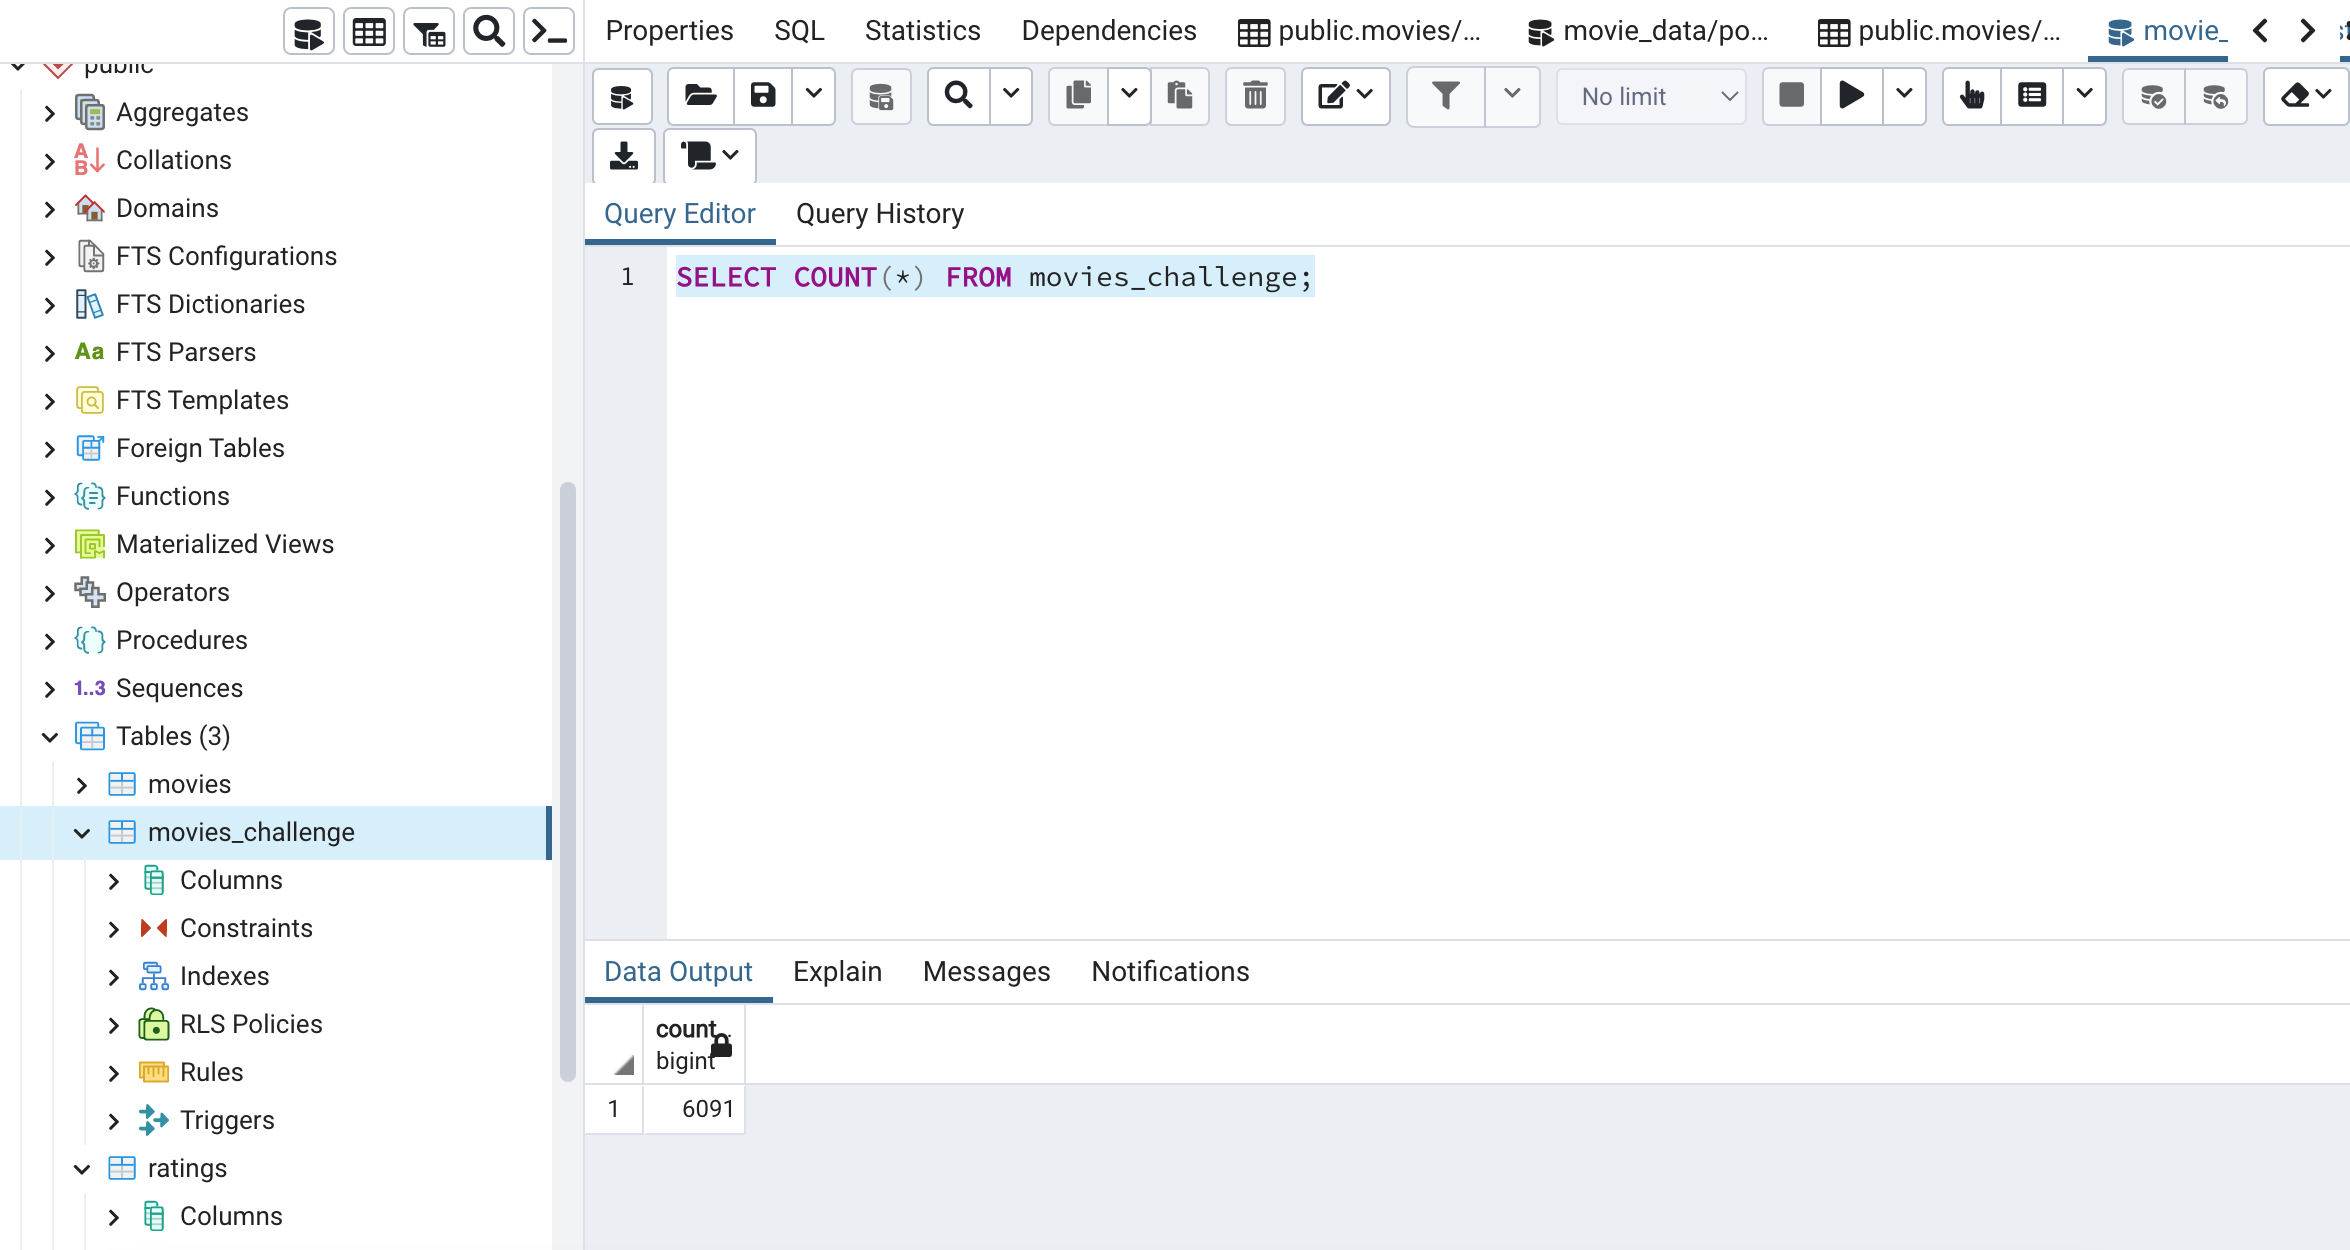 public
Aggregates
Collations
Domains
FTS Configurations
FTS Dictionaries
Aa FTS Parsers
FTS Templates
Foreign Tables
Functions
Materialized Views
Operators
Procedures
1..3 Sequences
Tables (3)
movies
movies_challenge
Columns
Constraints
Indexes
RLS Policies
Rules
Triggers
ratings
Columns
Properties SQL Statistics Dependencies public.movies/... movie_data/po... public.movies/... movie_
No limit
Query Editor Query History
1 SELECT COUNT(*) FROM movies_challenge;
Data Output Explain Messages Notifications
count
bigint
1 6091